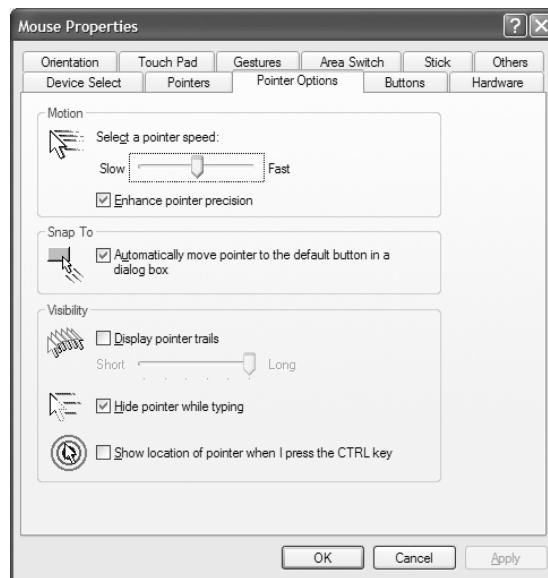 Mouse Properties
Orientation Touch Pad Gestures Area Switch Stick Others
Device Select Pointers Pointer Options Buttons Hardware
Motion
Select a pointer speed:
Slow Fast
Enhance pointer precision
Snap To
Automatically move pointer to the default button in a
dialog box
Visibility
Display pointer trails
Short Long
Hide pointer while typing
Show location of pointer when I press the CTRL key
OK Cancel Apply